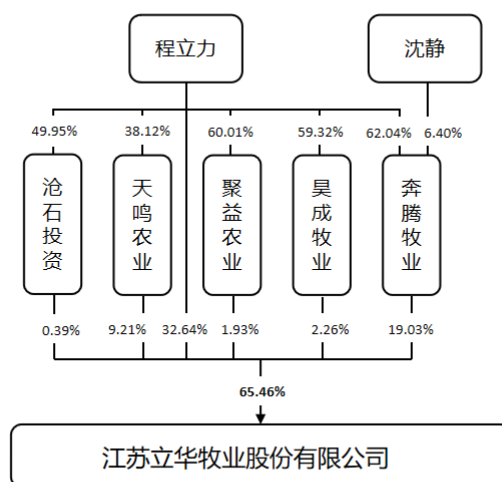 程立力 沈静
49.95% 38.12% 60.01% 59.32% 62.04% 6.40%
沧石投资 天鸣农业 聚益农业 昊成牧业 奔腾牧业
0.39% 9.21% 32.64% 1.93% 2.26% 19.03%
65.46%
江苏立华牧业股份有限公司